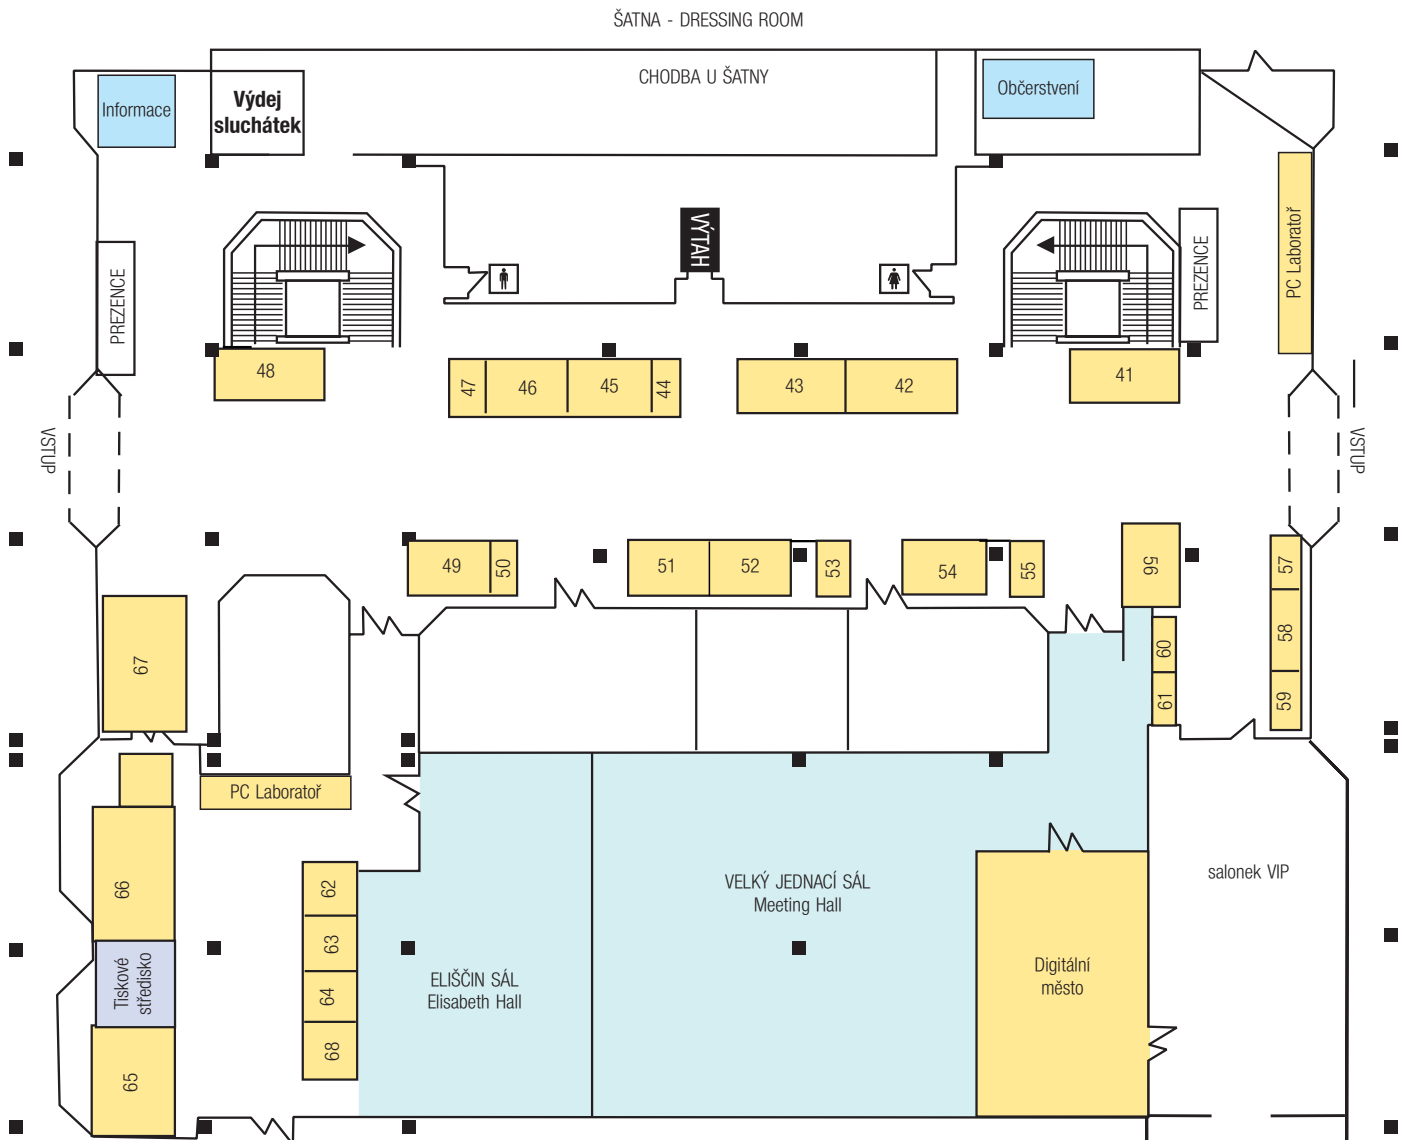 ŠATNA - DRESSING ROOM
CHODBA U ŠATNY
Informace
Výdej
sluchátek
Občerstvení
VÝTAH
PREZENCE
PREZENCE
PC Laboratoř
48
47
46
45
44
43
42
41
VSTUP
VSTUP
49
50
51
52
53
54
55
56
57
58
59
60
61
67
PC Laboratoř
66
62
63
64
68
Tiskové
středisko
65
ELIŠČIN SÁL
Elisabeth Hall
VELKÝ JEDNACÍ SÁL
Meeting Hall
Digitální
město
salonek VIP